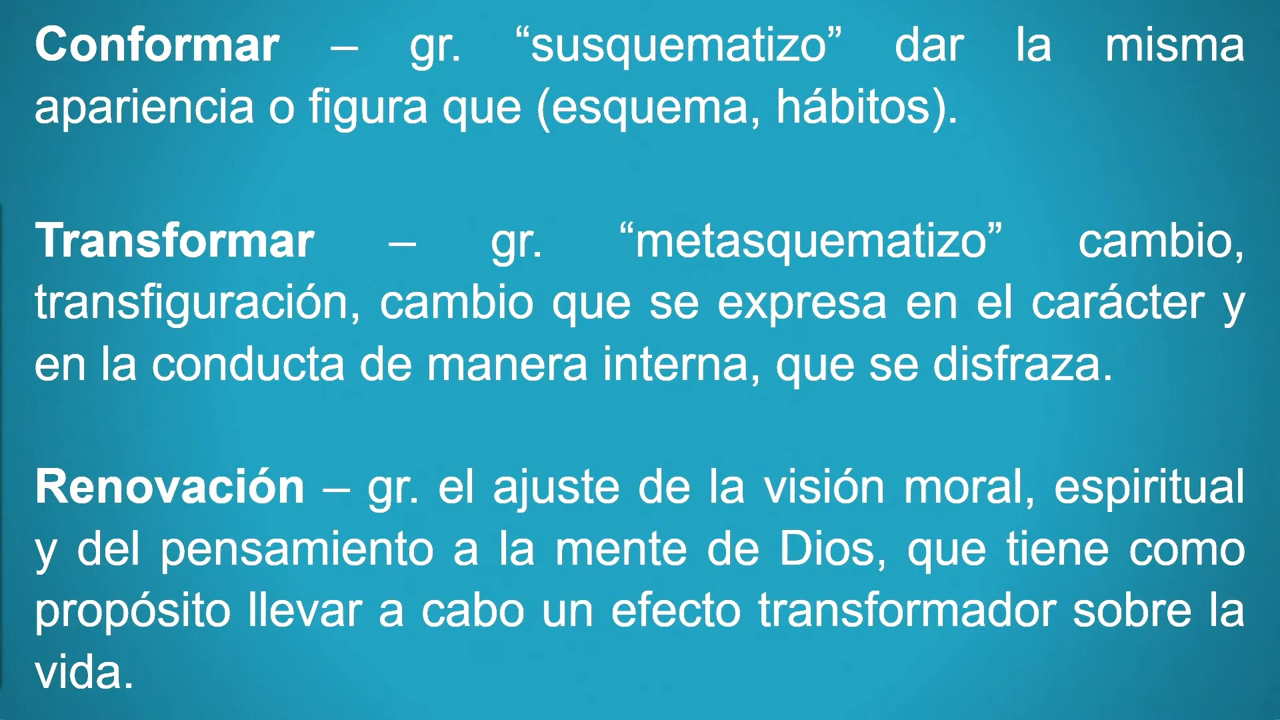 Conformar – gr. “susquematizo” dar la misma
apariencia o figura que (esquema, hábitos).
Transformar – gr. “metasquematizo” cambio,
transfiguración, cambio que se expresa en el carácter y
en la conducta de manera interna, que se disfraza.
Renovación – gr. el ajuste de la visión moral, espiritual
y del pensamiento a la mente de Dios, que tiene como
propósito llevar a cabo un efecto transformador sobre la
vida.